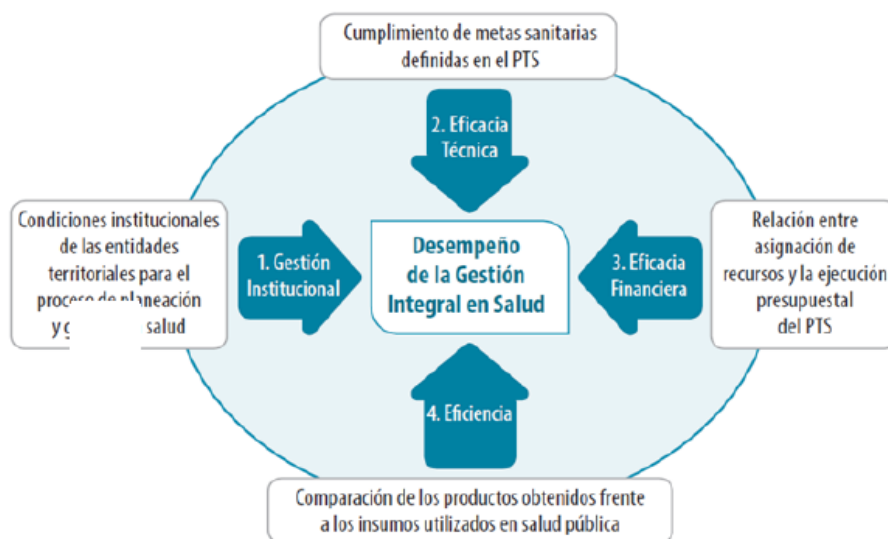 Cumplimiento de metas sanitarias
definidas en el PTS
2. Eficacia
Técnica
Condiciones institucionales
de las entidades
territoriales para el
proceso de planeación
y salud
1. Gestión
Institucional
Desempeño
de la Gestión
Integral en Salud
3. Eficacia
Financiera
Relación entre
asignación de
recursos y la ejecución
presupuestal
del PTS
4. Eficiencia
Comparación de los productos obtenidos frente
a los insumos utilizados en salud pública